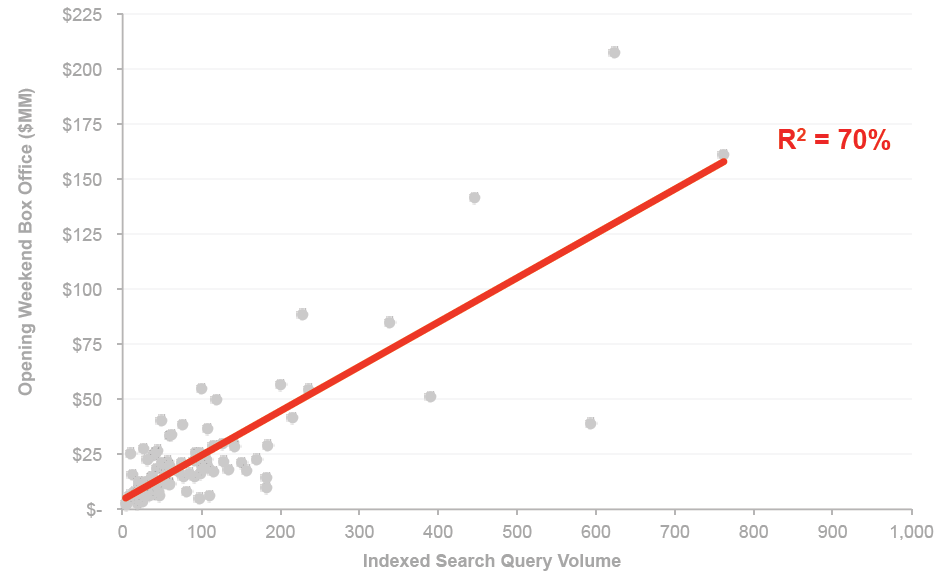 $225
$200
$175
$150
$125
$100
$75
$50
$25
$-
Opening Weekend Box Office ($MM)
R² = 70%
0 100 200 300 400 500 600 700 800 900 1,000
Indexed Search Query Volume